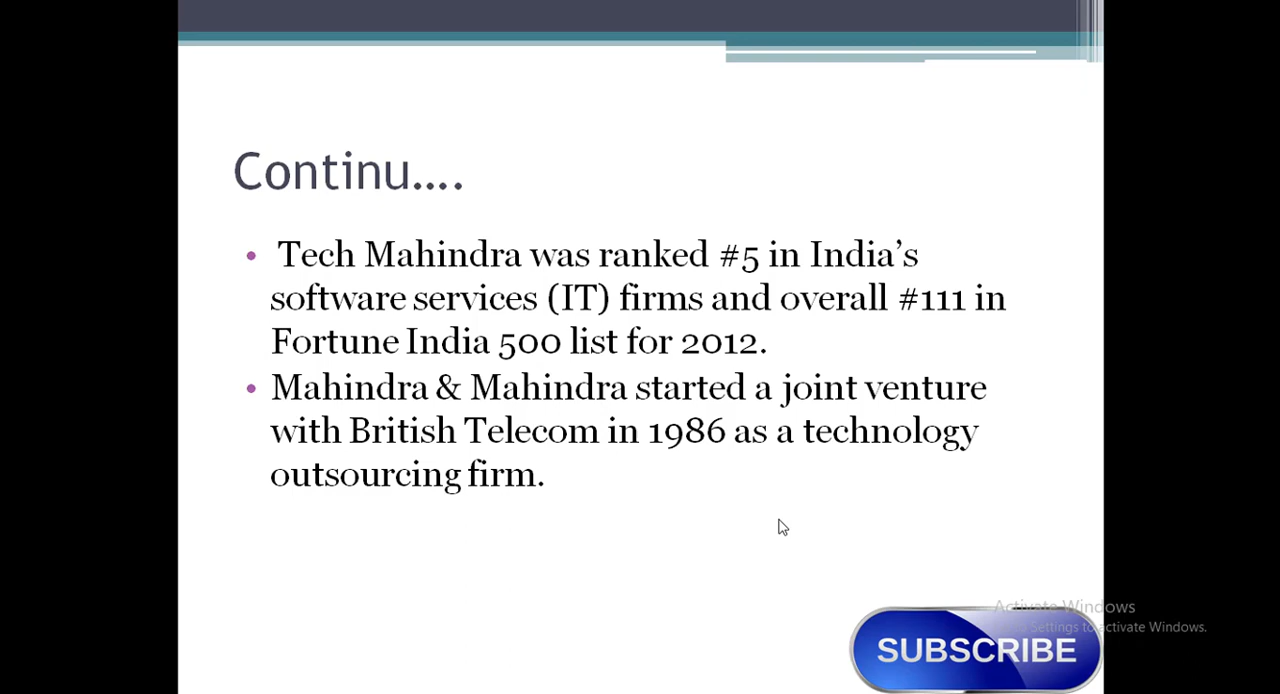 Continu....
• Tech Mahindra was ranked #5 in India’s
software services (IT) firms and overall #111 in
Fortune India 500 list for 2012.
• Mahindra & Mahindra started a joint venture
with British Telecom in 1986 as a technology
outsourcing firm.
Activate Windows
Settings to activate Windows.
SUBSCRIBE